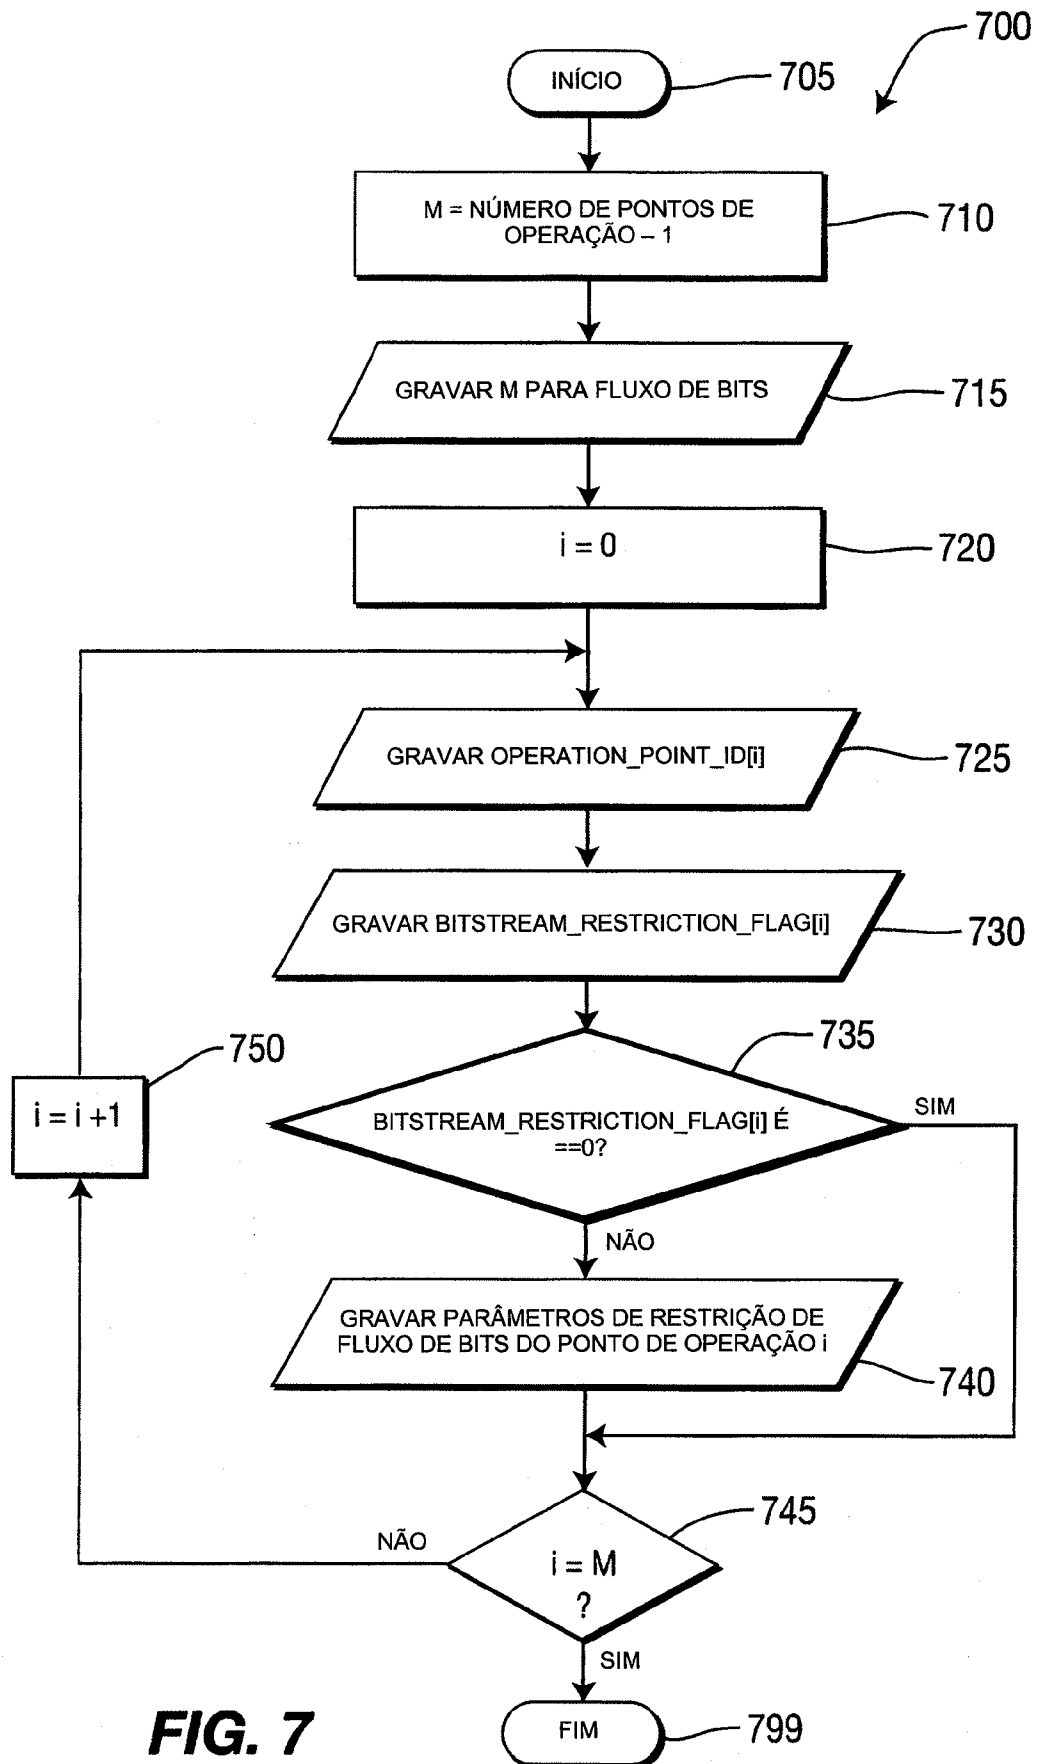 700
INÍCIO
705
M = NÚMERO DE PONTOS DE
OPERAÇÃO – 1
710
GRAVAR M PARA FLUXO DE BITS
715
i = 0
720
GRAVAR OPERATION_POINT_ID[i]
725
GRAVAR BITSTREAM_RESTRICTION_FLAG[i]
730
735
BITSTREAM_RESTRICTION_FLAG[i] É
==0?
SIM
750
i = i +1
NÃO
GRAVAR PARÂMETROS DE RESTRIÇÃO DE
FLUXO DE BITS DO PONTO DE OPERAÇÃO i
740
745
NÃO
i = M
?
SIM
FIM
799
FIG. 7